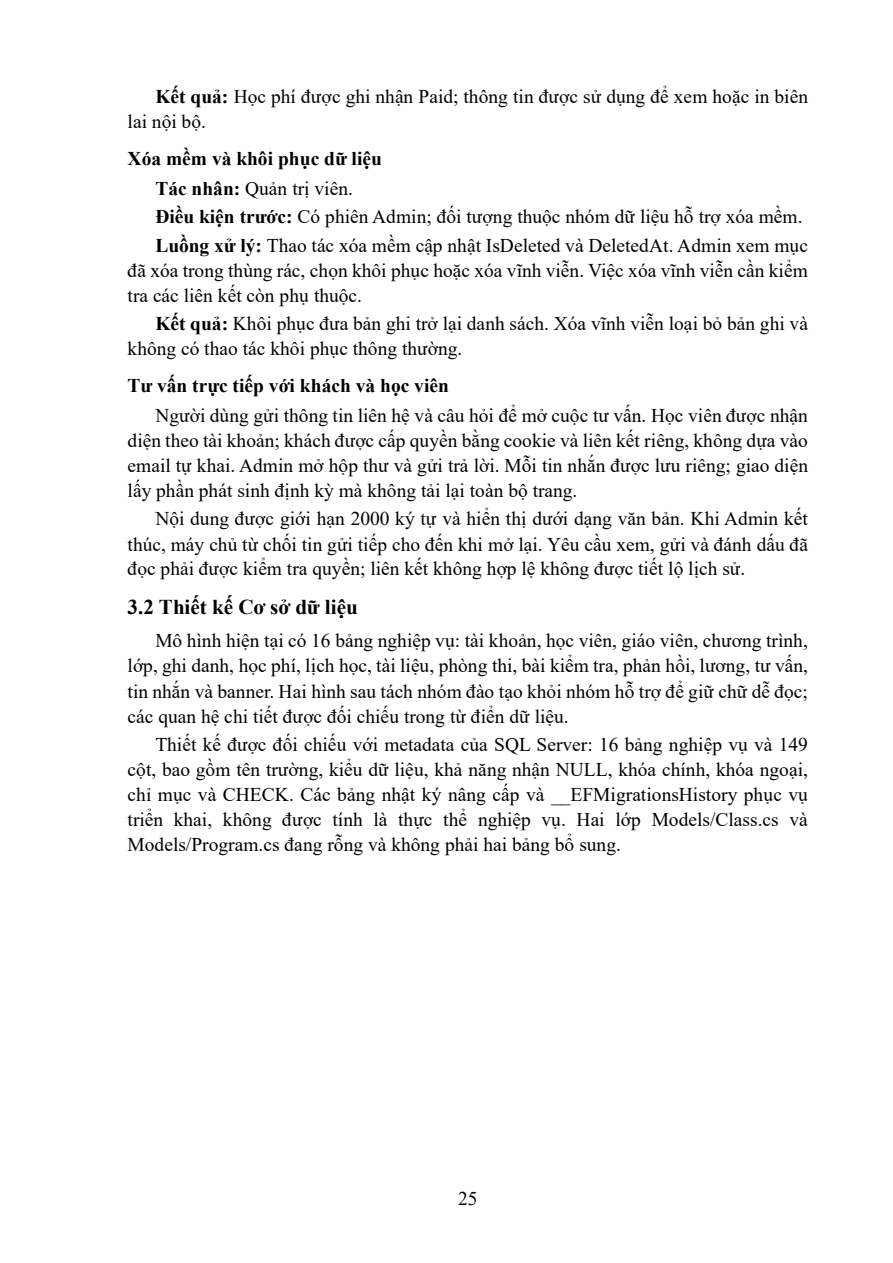 Kết quả: Học phí được ghi nhận Paid; thông tin được sử dụng để xem hoặc in biên
lai nội bộ.
Xóa mềm và khôi phục dữ liệu
Tác nhân: Quản trị viên.
Điều kiện trước: Có phiên Admin; đối tượng thuộc nhóm dữ liệu hỗ trợ xóa mềm.
Luồng xử lý: Thao tác xóa mềm cập nhật IsDeleted và DeletedAt. Admin xem mục
đã xóa trong thùng rác, chọn khôi phục hoặc xóa vĩnh viễn. Việc xóa vĩnh viễn cần kiểm
tra các liên kết còn phụ thuộc.
Kết quả: Khôi phục đưa bản ghi trở lại danh sách. Xóa vĩnh viễn loại bỏ bản ghi và
không có thao tác khôi phục thông thường.
Tư vấn trực tiếp với khách và học viên
Người dùng gửi thông tin liên hệ và câu hỏi để mở cuộc tư vấn. Học viên được nhận
diện theo tài khoản; khách được cấp quyền bằng cookie và liên kết riêng, không dựa vào
email tự khai. Admin mở hộp thư và gửi trả lời. Mỗi tin nhắn được lưu riêng; giao diện
lấy phần phát sinh định kỳ mà không tải lại toàn bộ trang.
Nội dung được giới hạn 2000 ký tự và hiển thị dưới dạng văn bản. Khi Admin kết
thúc, máy chủ từ chối tin gửi tiếp cho đến khi mở lại. Yêu cầu xem, gửi và đánh dấu đã
đọc phải được kiểm tra quyền; liên kết không hợp lệ không được tiết lộ lịch sử.
3.2 Thiết kế Cơ sở dữ liệu
Mô hình hiện tại có 16 bảng nghiệp vụ: tài khoản, học viên, giáo viên, chương trình,
lớp, ghi danh, học phí, lịch học, tài liệu, phòng thi, bài kiểm tra, phản hồi, lương, tư vấn,
tin nhắn và banner. Hai hình sau tách nhóm đào tạo khỏi nhóm hỗ trợ để giữ chữ dễ đọc;
các quan hệ chi tiết được đối chiếu trong từ điển dữ liệu.
Thiết kế được đối chiếu với metadata của SQL Server: 16 bảng nghiệp vụ và 149
cột, bao gồm tên trường, kiểu dữ liệu, khả năng nhận NULL, khóa chính, khóa ngoại,
chỉ mục và CHECK. Các bảng nhật ký nâng cấp và __EFMigrationsHistory phục vụ
triển khai, không được tính là thực thể nghiệp vụ. Hai lớp Models/Class.cs và
Models/Program.cs đang rỗng và không phải hai bảng bổ sung.
25